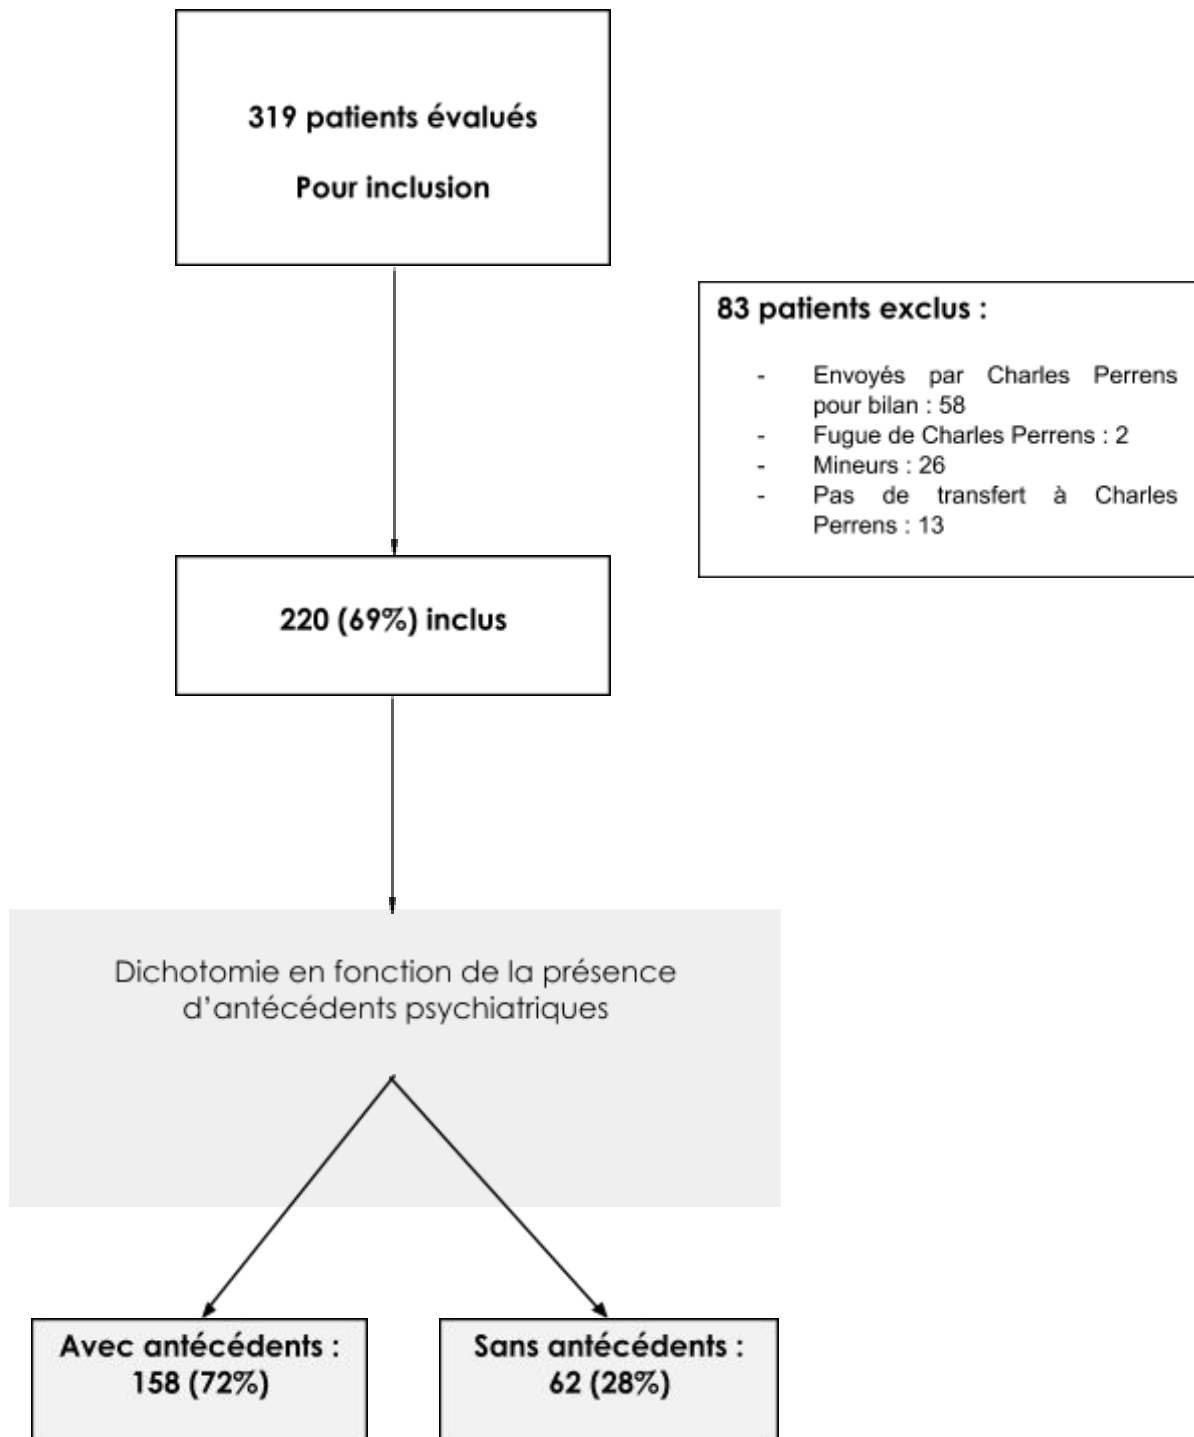 319 patients évalués
Pour inclusion
83 patients exclus :
- Envoyés par Charles Perrens
pour bilan : 58
- Fugue de Charles Perrens : 2
- Mineurs : 26
- Pas de transfert à Charles
Perrens : 13
220 (69%) inclus
Dichotomie en fonction de la présence
d'antécédents psychiatriques
Avec antécédents :
158 (72%)
Sans antécédents :
62 (28%)